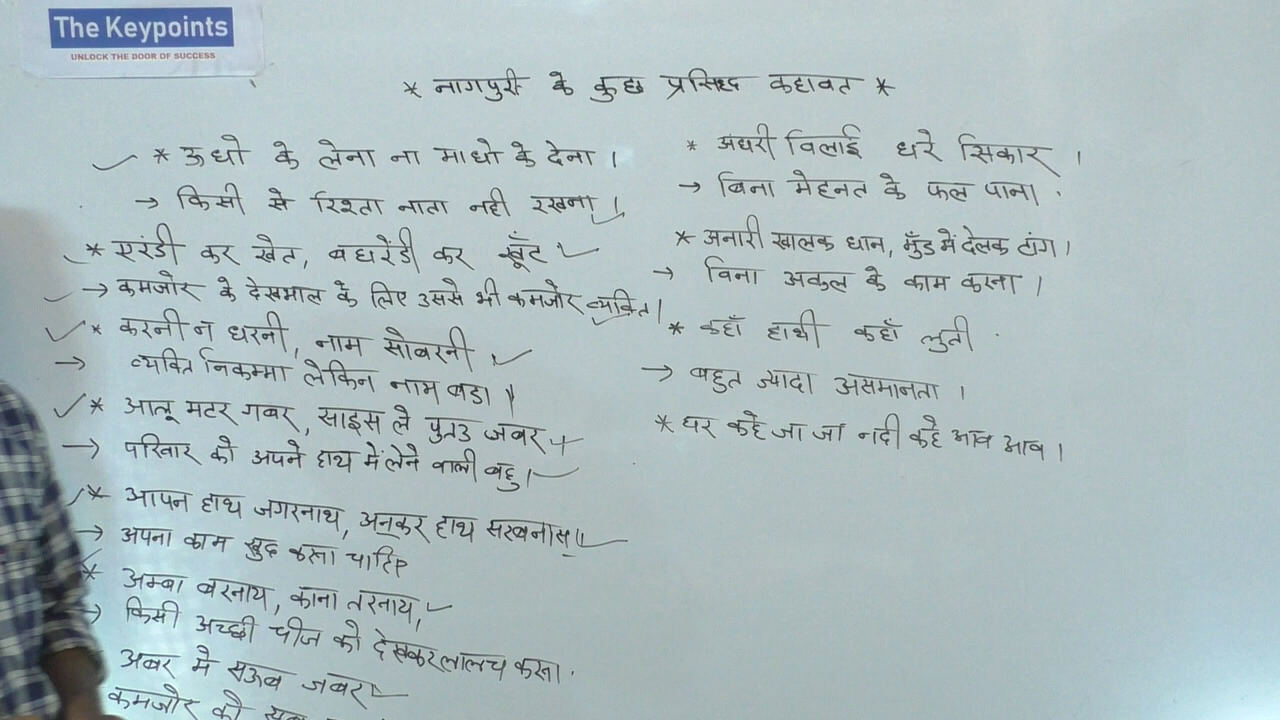 The Keypoints
UNLOCK THE DOOR OF SUCCESS
* नागपुरी के कुछ प्रसिद्ध कहावत *
* ऊधो के लेना ना माधो के देना ।
→ किसी से रिश्ता नाता नही रखना ।
* एरंडी कर खेत, बघरेंडी कर खूँट
→ कमजोर के देखभाल के लिए उससे भी कमजोर व्यक्ति ।
* करनी न धरनी, नाम सोबरनी ।
→ व्यक्ति निकम्मा लेकिन नाम बडा ।
* आलू मटर गबर, साइस ले पुतउ जबर
→ परिवार को अपने हाथ में लेने वाली बहु ।
* आपन हाथ जगरनाथ, अनकर हाथ सरबनास ।
→ अपना काम खुद करना चाहिए
* अम्बा बरनाय, काना तरनाय,
→ किसी अच्छी चीज को देखकर लालच करना .
अबर मे सऊब जबर
कमजोर को
* अधरी विलाई धरे सिकार ।
→ बिना मेहनत के फल पाना .
* अनारी खालक धान, मुँड में देलक टांग ।
→ विना अकल के काम करना ।
* कहाँ हाथी कहाँ लुती .
→ बहुत ज्यादा असमानता ।
* घर कहे जा जा नदी कहे आव आव ।